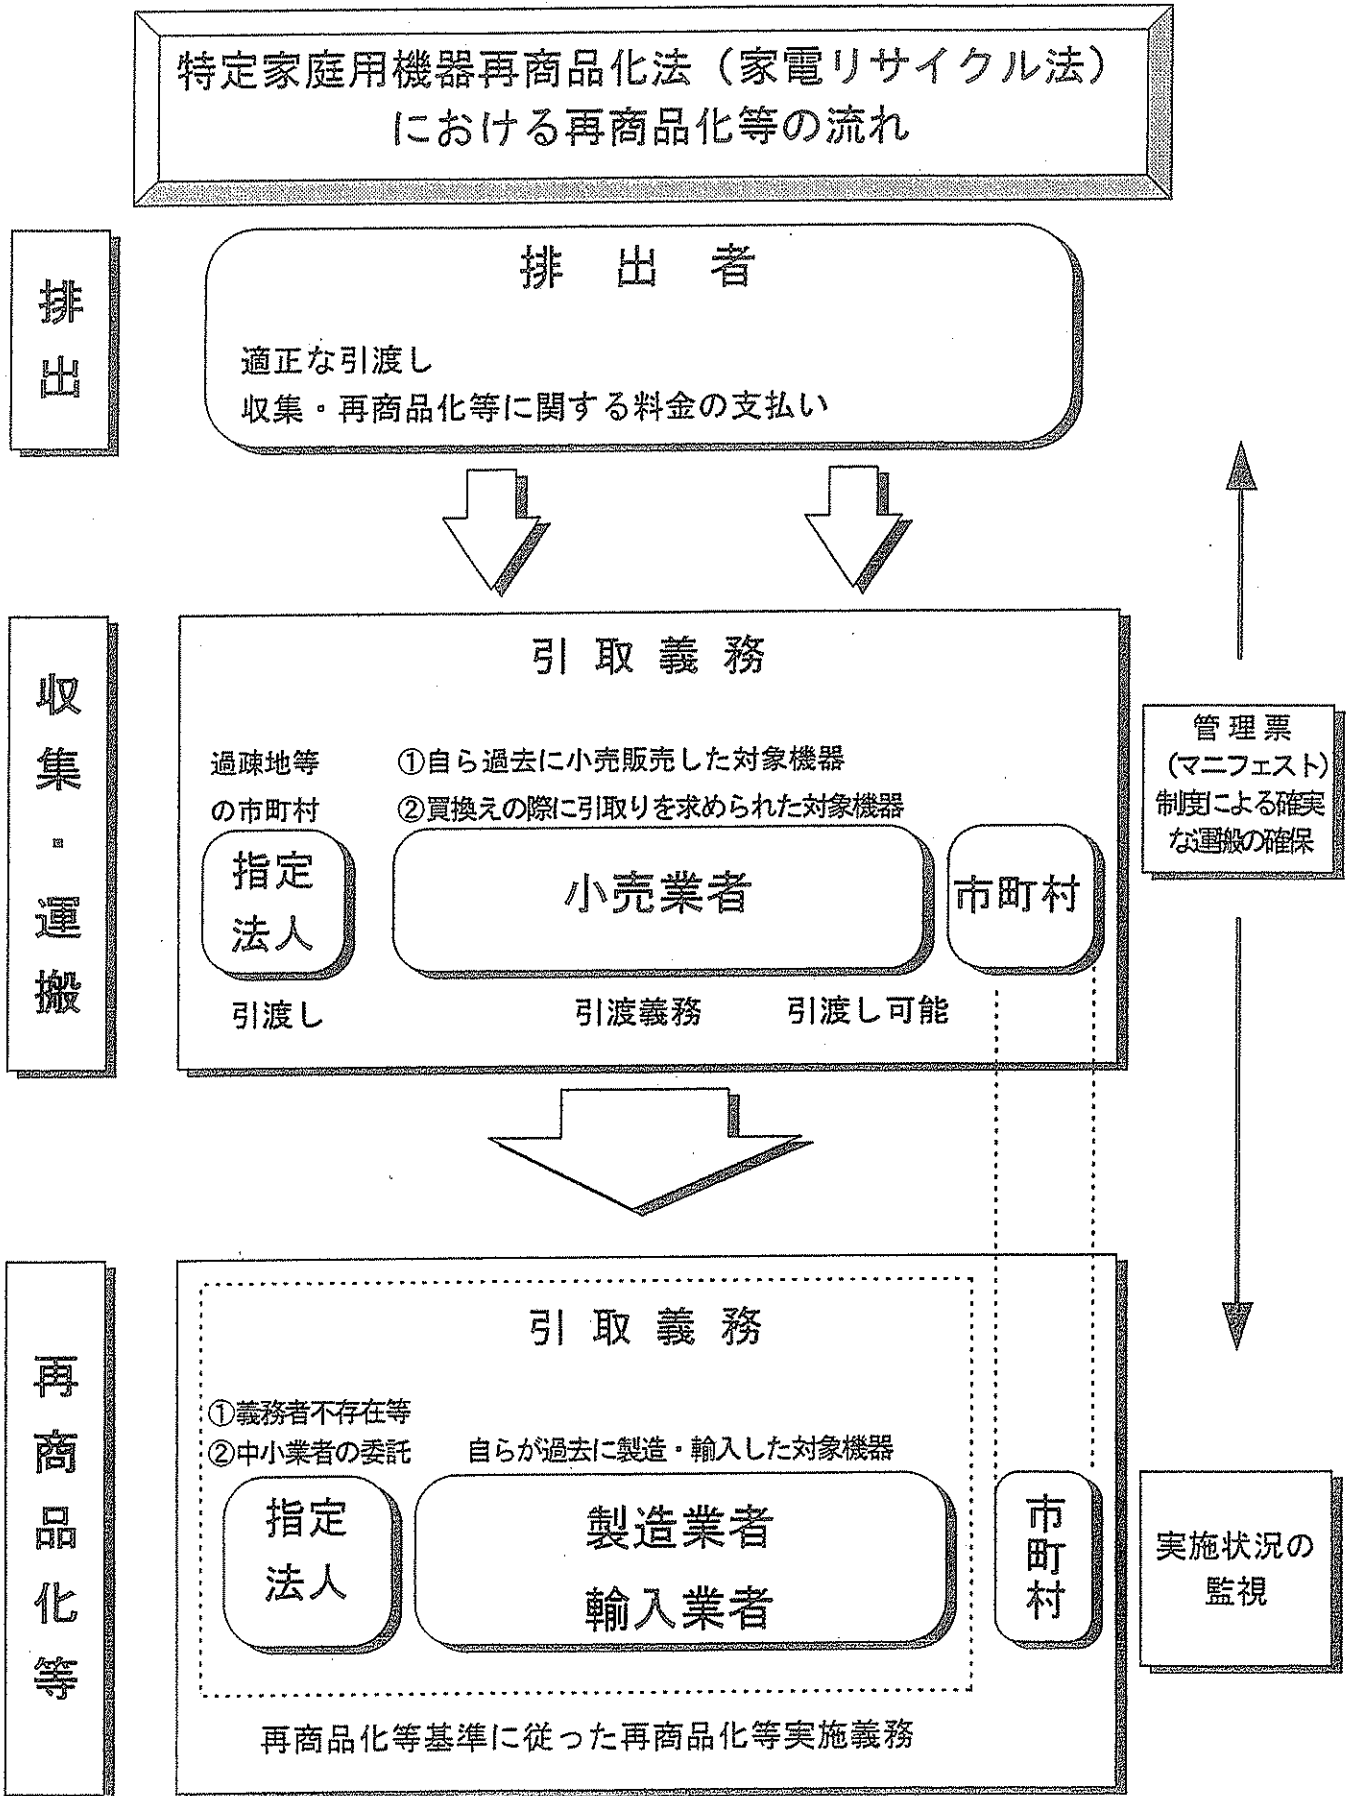 特定家庭用機器再商品化法（家電リサイクル法）
における再商品化等の流れ
排出
排出者
適正な引渡し
収集・再商品化等に関する料金の支払い
収集・運搬
引取義務
過疎地等
の市町村
①自ら過去に小売販売した対象機器
②買換えの際に引取りを求められた対象機器
指定
法人
小売業者
市町村
引渡し
引渡義務
引渡し可能
管理票
(マニフェスト)
制度による確実
な運搬の確保
再商品化等
引取義務
①義務者不存在等
②中小業者の委託
自らが過去に製造・輸入した対象機器
指定
法人
製造業者
輸入業者
市町村
実施状況の
監視
再商品化等基準に従った再商品化等実施義務